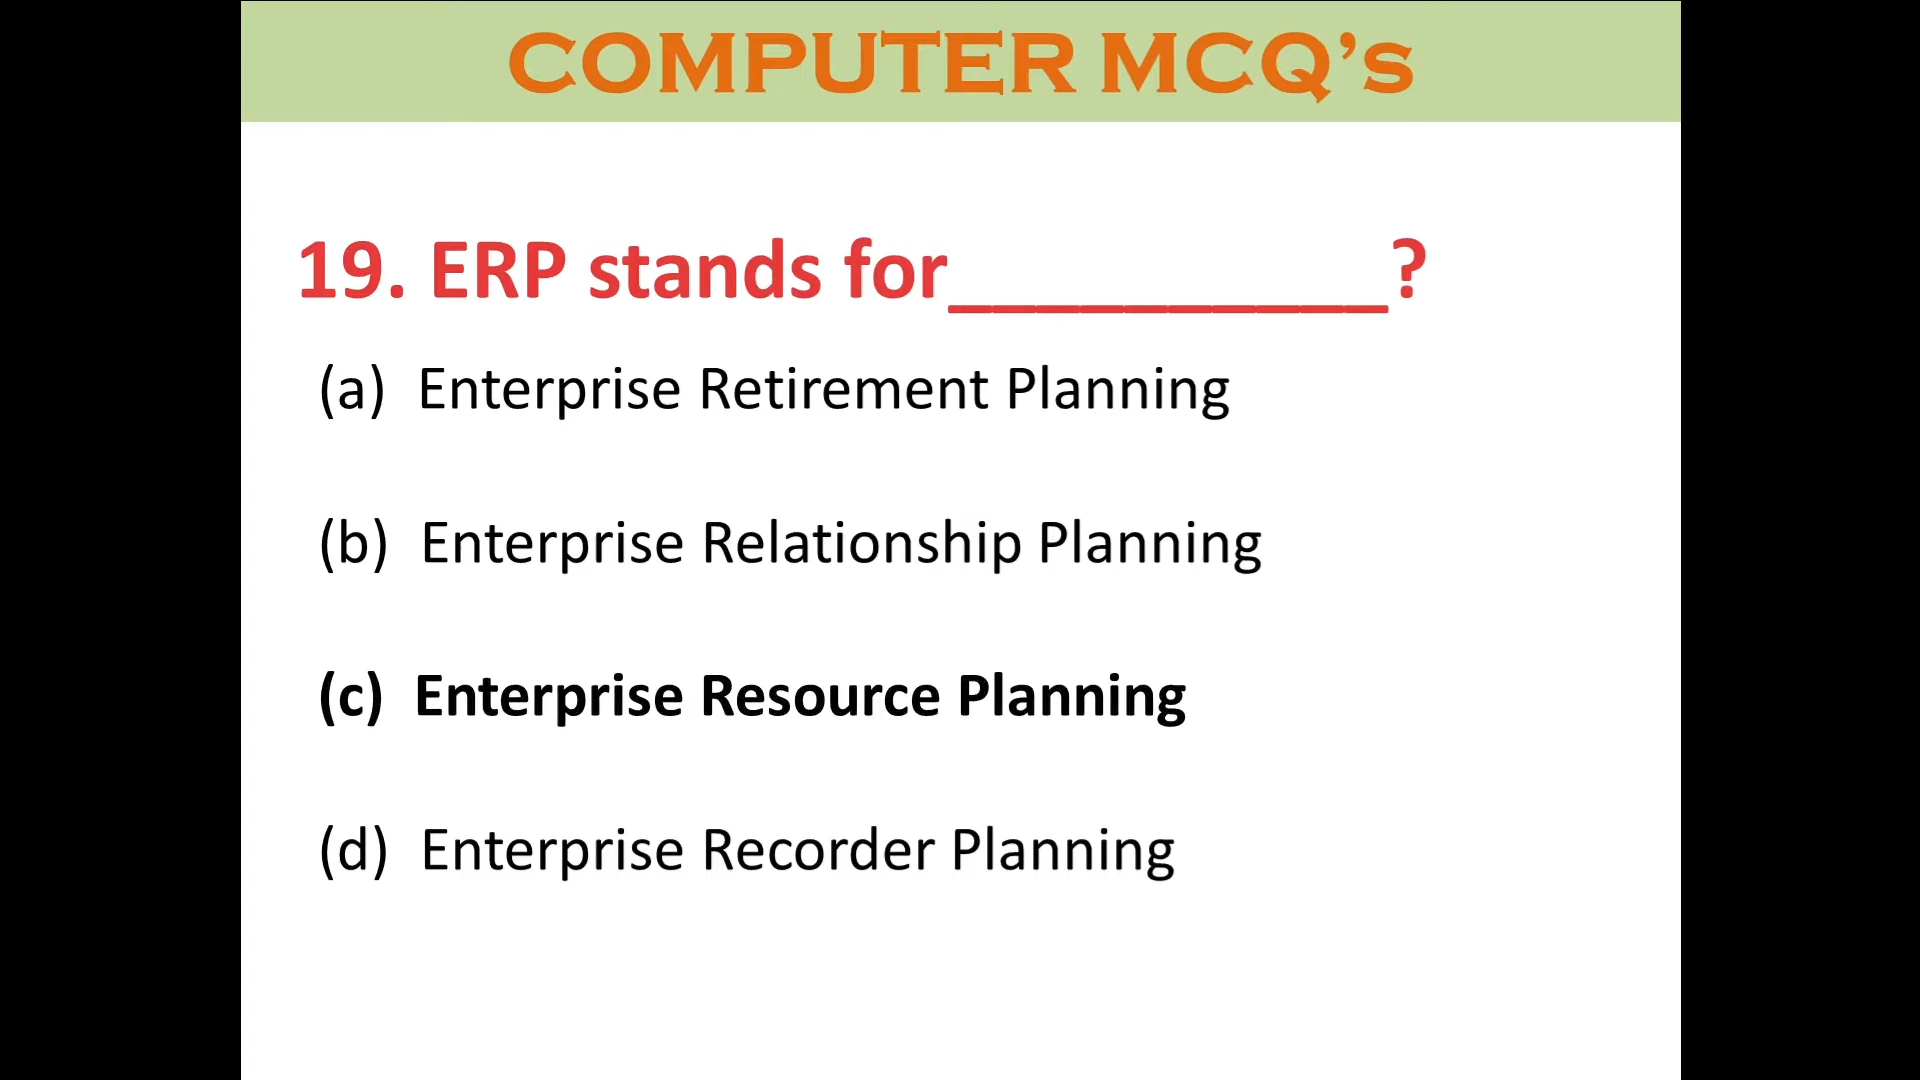 COMPUTER MCQ’s
19. ERP stands for__________?
(a) Enterprise Retirement Planning
(b) Enterprise Relationship Planning
(c) Enterprise Resource Planning
(d) Enterprise Recorder Planning